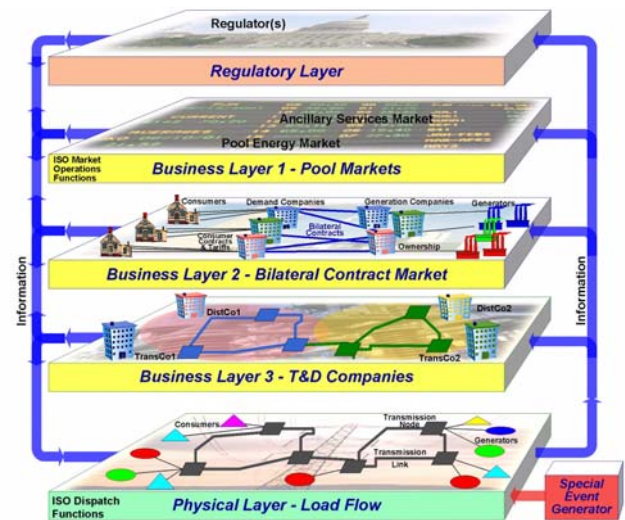 Regulator(s)
Regulatory Layer
Ancillary Services Market
Pool Energy Market
ISO Market
Operations
Functions
Business Layer 1 - Pool Markets
Consumers
Demand Companies
Generation Companies
Generators
Bilateral
Contracts
Consumer
Contracts
& Tariffs
Ownership
Business Layer 2 - Bilateral Contract Market
Information
Information
DistCo1
DistCo2
TransCo1
TransCo2
Business Layer 3 - T&D Companies
Consumers
Transmission
Node
Generators
Transmission
Link
ISO Dispatch
Functions
Physical Layer - Load Flow
Special
Event
Generator